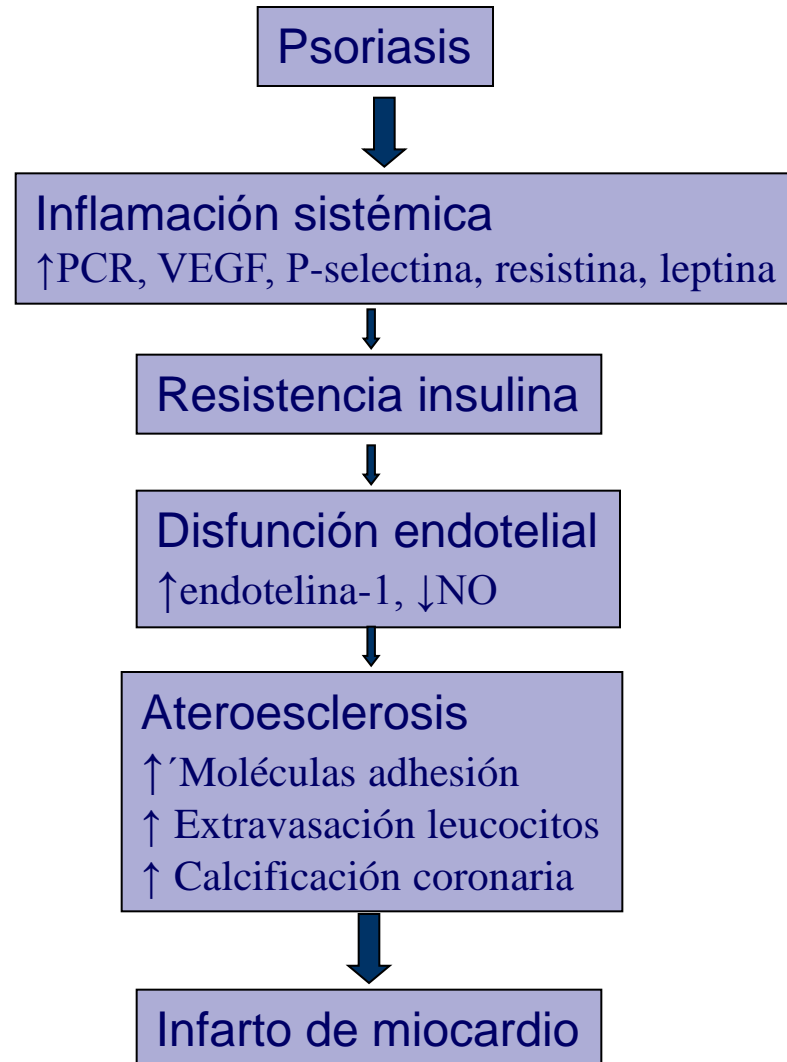 Psoriasis
Inflamación sistémica
↑PCR, VEGF, P-selectina, resistina, leptina
Resistencia insulina
Disfunción endotelial
↑endotelina-1, ↓NO
Ateroesclerosis
↑´Moléculas adhesión
↑ Extravasación leucocitos
↑ Calcificación coronaria
Infarto de miocardio